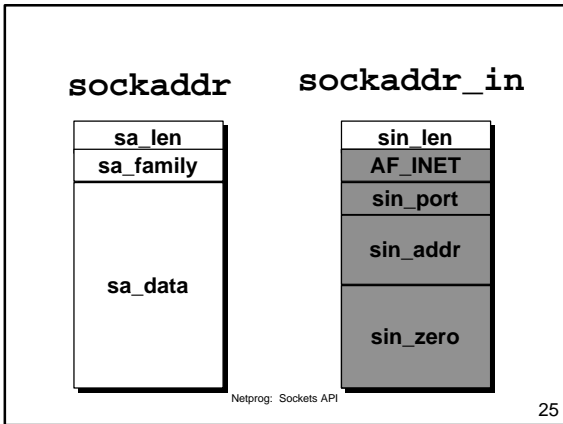 sockaddr
sa_len
sa_family
sa_data
sockaddr_in
sin_len
AF_INET
sin_port
sin_addr
sin_zero
Netprog: Sockets API
25